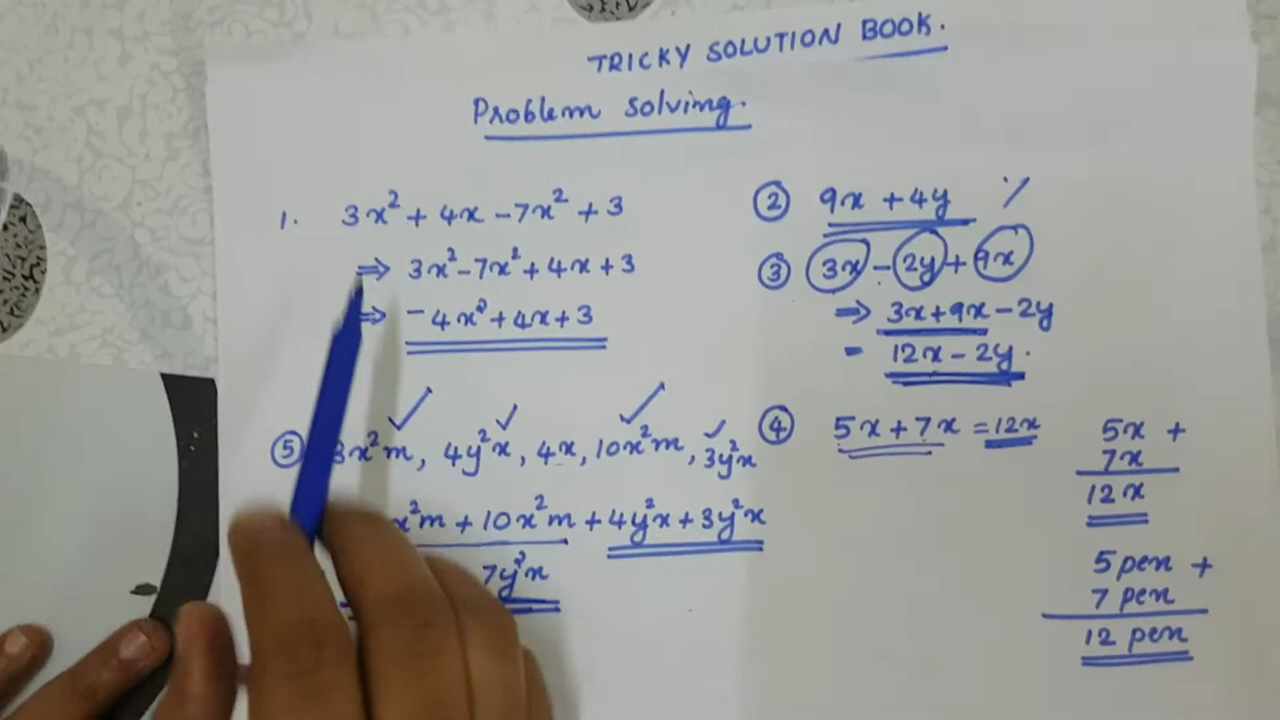 TRICKY SOLUTION BOOK.
Problem Solving.
1. 3x² + 4x - 7x² + 3
⇒ 3x² - 7x² + 4x + 3
⇒ - 4x² + 4x + 3
② 9x + 4y
③ 3x - 2y + 9x
⇒ 3x + 9x - 2y
= 12x - 2y.
④ 5x + 7x = 12x
5x +
7x
12x
5 pen +
7 pen
12 pen
⑤ 3x²m, 4y²x, 4x, 10x²m, 3y²x
x²m + 10x²m + 4y²x + 3y²x
7y²x